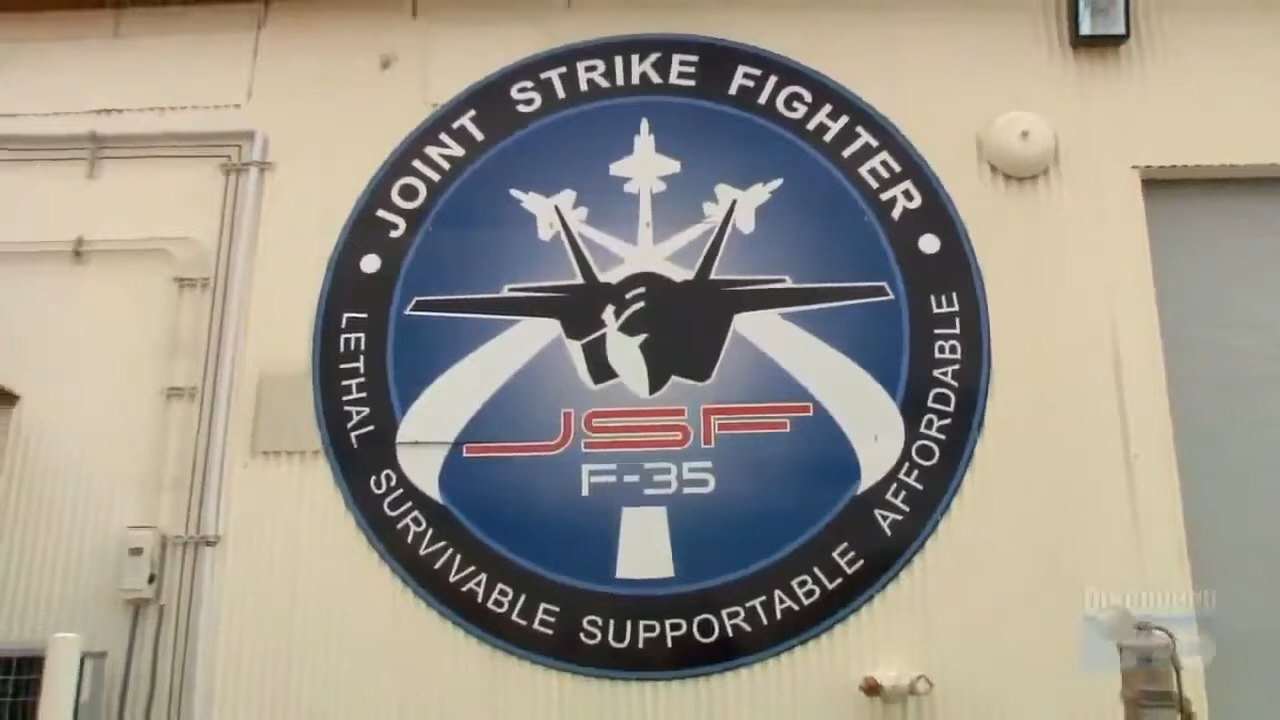 JOINT STRIKE FIGHTER
JSF
F-35
LETHAL SURVIVABLE SUPPORTABLE AFFORDABLE